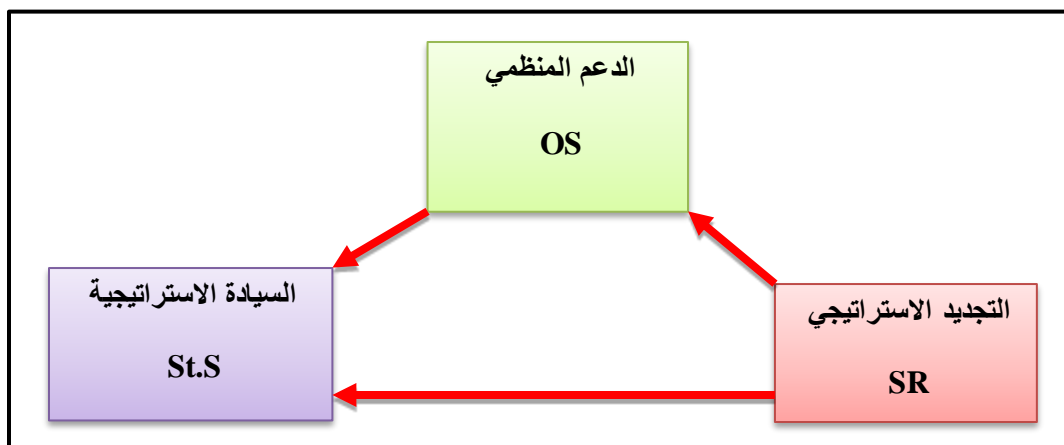 الدعم المنظمي
OS
السيادة الاستراتيجية
St.S
التجديد الاستراتيجي
SR